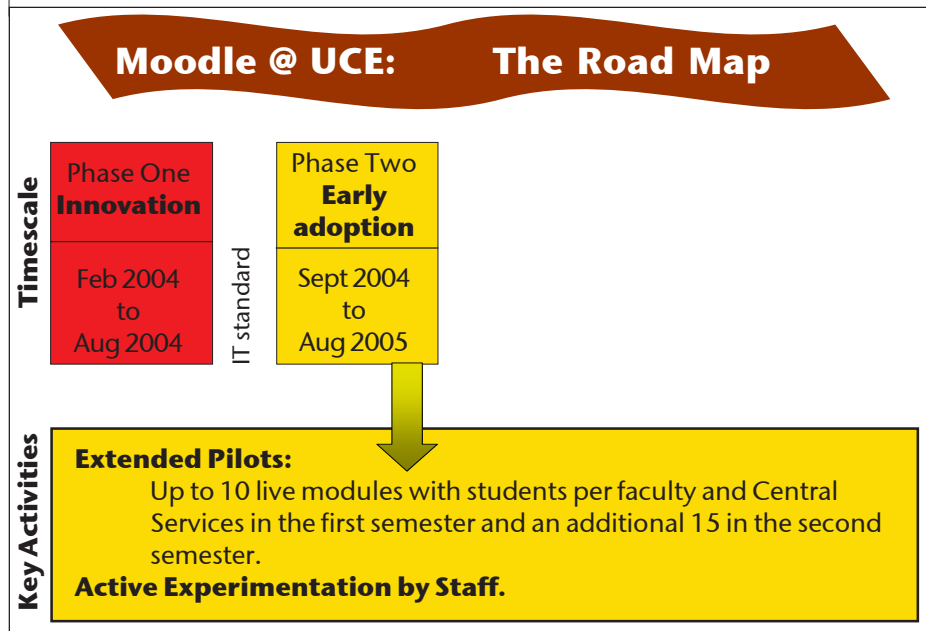 Moodle @ UCE: The Road Map
Timescale
Phase One
Innovation
Feb 2004
to
Aug 2004
IT standard
Phase Two
Early
adoption
Sept 2004
to
Aug 2005
Key Activities
Extended Pilots:
Up to 10 live modules with students per faculty and Central
Services in the first semester and an additional 15 in the second
semester.
Active Experimentation by Staff.